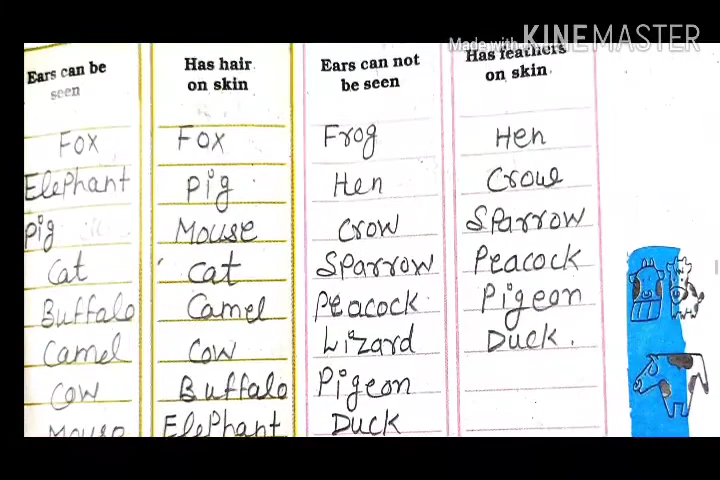 Made with KINEMASTER
Ears can be seen
Has hair on skin
Ears can not be seen
Has feathers on skin
Fox Fox Frog Hen
Elephant Pig Hen Crow
Pig Mouse Crow Sparrow
Cat Cat Sparrow Peacock
Buffalo Camel Peacock Pigeon
Camel Cow Lizard Duck.
Cow Buffalo Pigeon
Mouse Elephant Duck